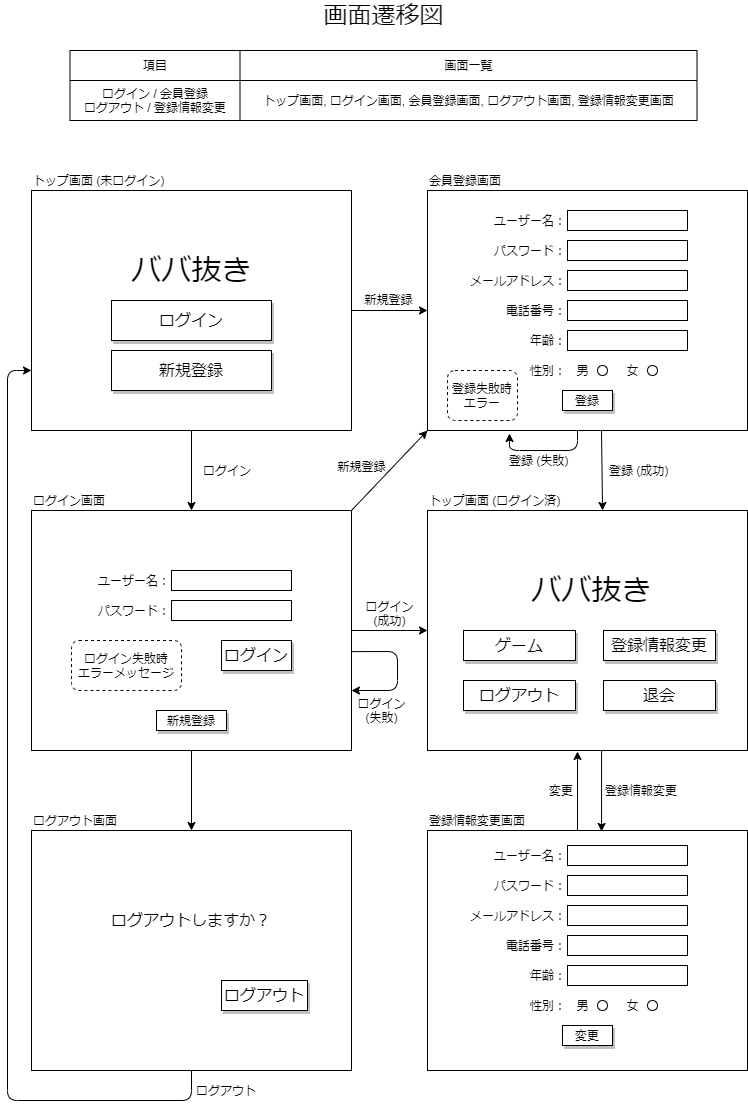 画面遷移図
項目
画面一覧
ログイン / 会員登録
ログアウト / 登録情報変更
トップ画面, ログイン画面, 会員登録画面, ログアウト画面, 登録情報変更画面
トップ画面 (未ログイン)
ババ抜き
ログイン
新規登録
新規登録
会員登録画面
ユーザー名：
パスワード：
メールアドレス：
電話番号：
年齢：
性別： 男 女
登録失敗時
エラー
登録
ログイン
新規登録
登録 (失敗)
登録 (成功)
ログイン画面
ユーザー名：
パスワード：
ログイン失敗時
エラーメッセージ
ログイン
新規登録
ログイン
(成功)
ログイン
(失敗)
トップ画面 (ログイン済)
ババ抜き
ゲーム
登録情報変更
ログアウト
退会
変更
登録情報変更
ログアウト画面
ログアウトしますか？
ログアウト
ログアウト
登録情報変更画面
ユーザー名：
パスワード：
メールアドレス：
電話番号：
年齢：
性別： 男 女
変更